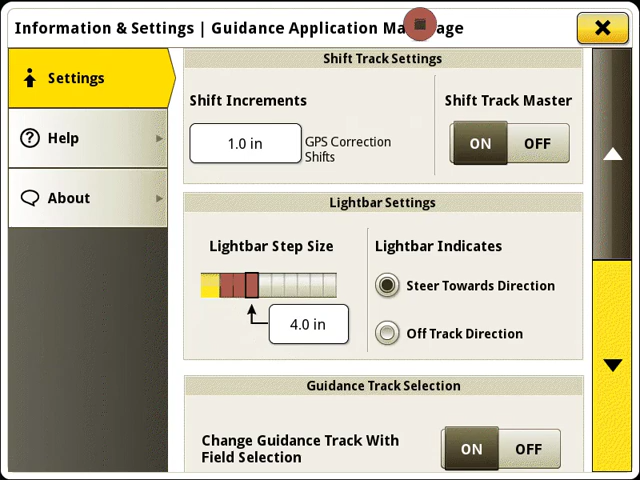 Information & Settings | Guidance Application Ma age
Settings
Help
About
Shift Track Settings
Shift Increments
1.0 in
GPS Correction
Shifts
Shift Track Master
ON OFF
Lightbar Settings
Lightbar Step Size
4.0 in
Lightbar Indicates
Steer Towards Direction
Off Track Direction
Guidance Track Selection
Change Guidance Track With
Field Selection
ON OFF